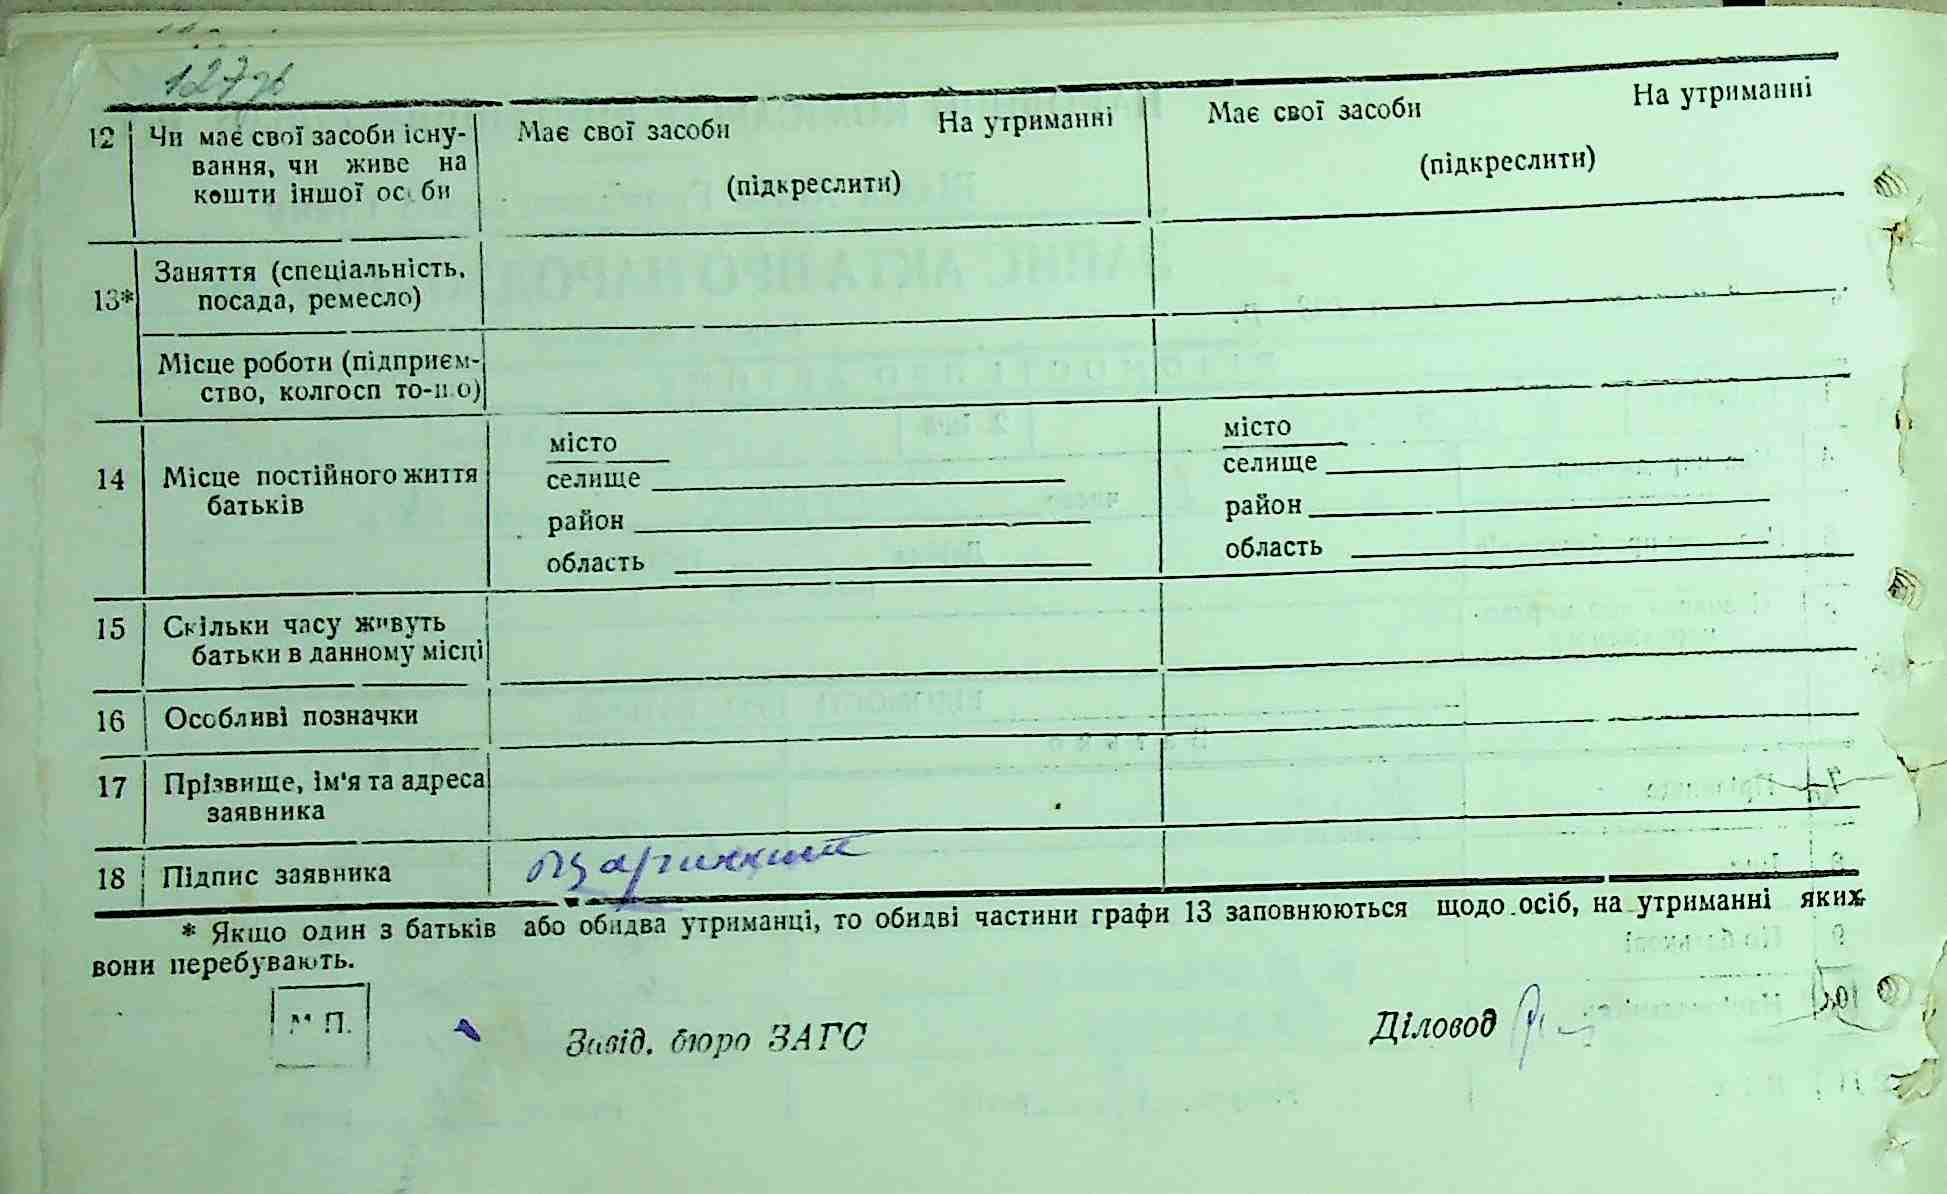 12 Чи має свої засоби існу-
вання, чи живе на
кошти іншої особи
Має свої засоби На утриманні
(підкреслити)
Має свої засоби На утриманні
(підкреслити)
13* Заняття (спеціальність,
посада, ремесло)
Місце роботи (підприєм-
ство, колгосп то-що)
14 Місце постійного життя
батьків
місто
селище
район
область
місто
селище
район
область
15 Скільки часу живуть
батьки в данному місці
16 Особливі позначки
17 Прізвище, ім'я та адреса
заявника
18 Підпис заявника
* Якщо один з батьків або обидва утриманці, то обидві частини графи 13 заповнюються щодо осіб, на утриманні яких
вони перебувають.
М П.
Завід. бюро ЗАГС
Діловод